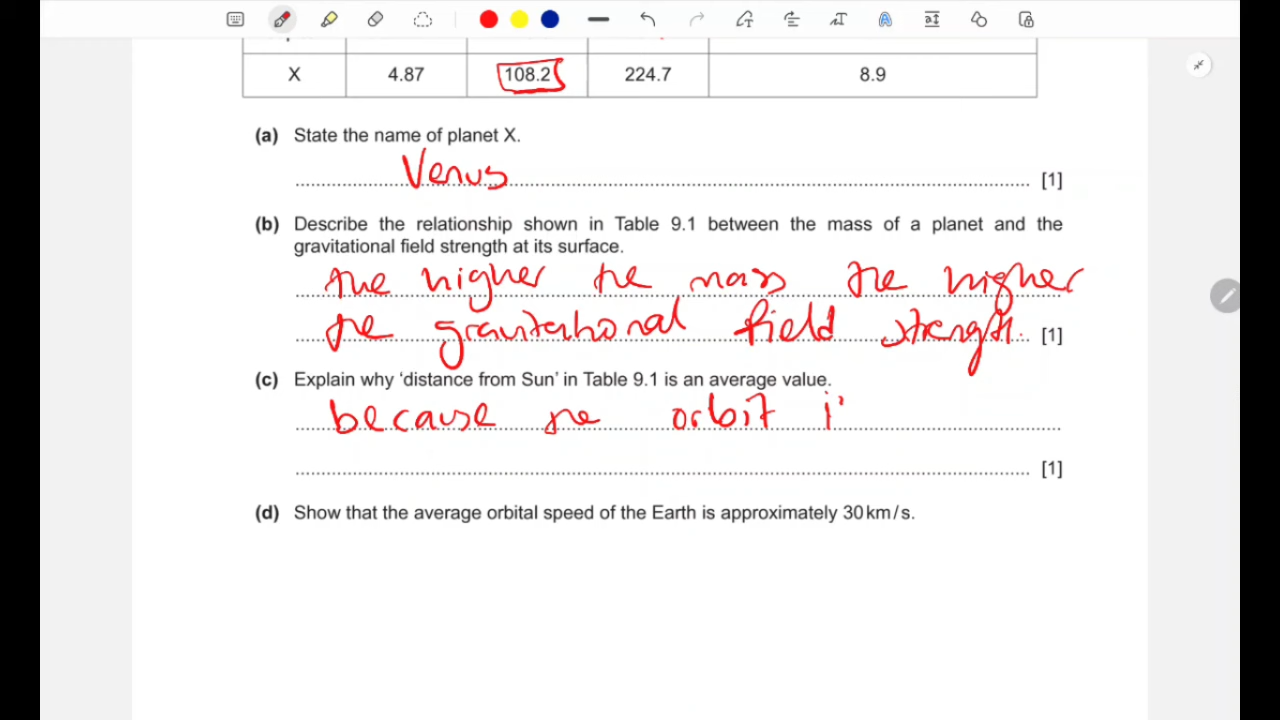 X 4.87 108.2 224.7 8.9
(a) State the name of planet X.
Venus [1]
(b) Describe the relationship shown in Table 9.1 between the mass of a planet and the
gravitational field strength at its surface.
the higher the mass the higher
the gravitational field strength. [1]
(c) Explain why ‘distance from Sun’ in Table 9.1 is an average value.
because the orbit i
[1]
(d) Show that the average orbital speed of the Earth is approximately 30 km / s.